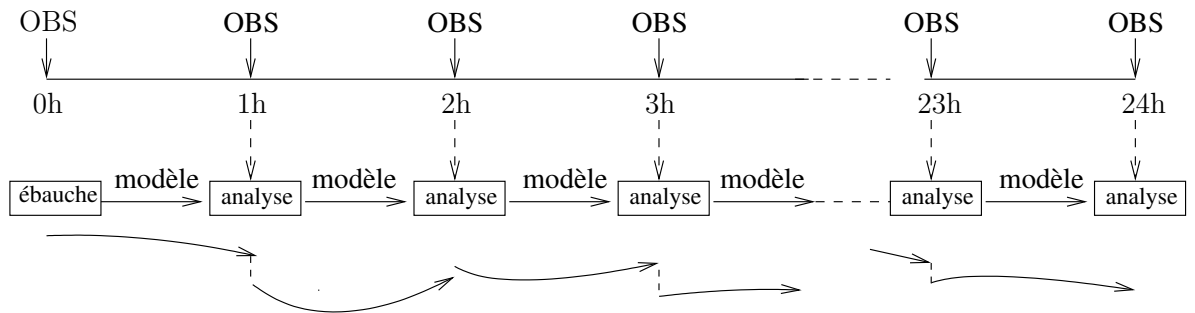 OBS OBS OBS OBS OBS OBS
0h 1h 2h 3h 23h 24h
modèle modèle modèle modèle modèle
ébauche analyse analyse analyse analyse analyse